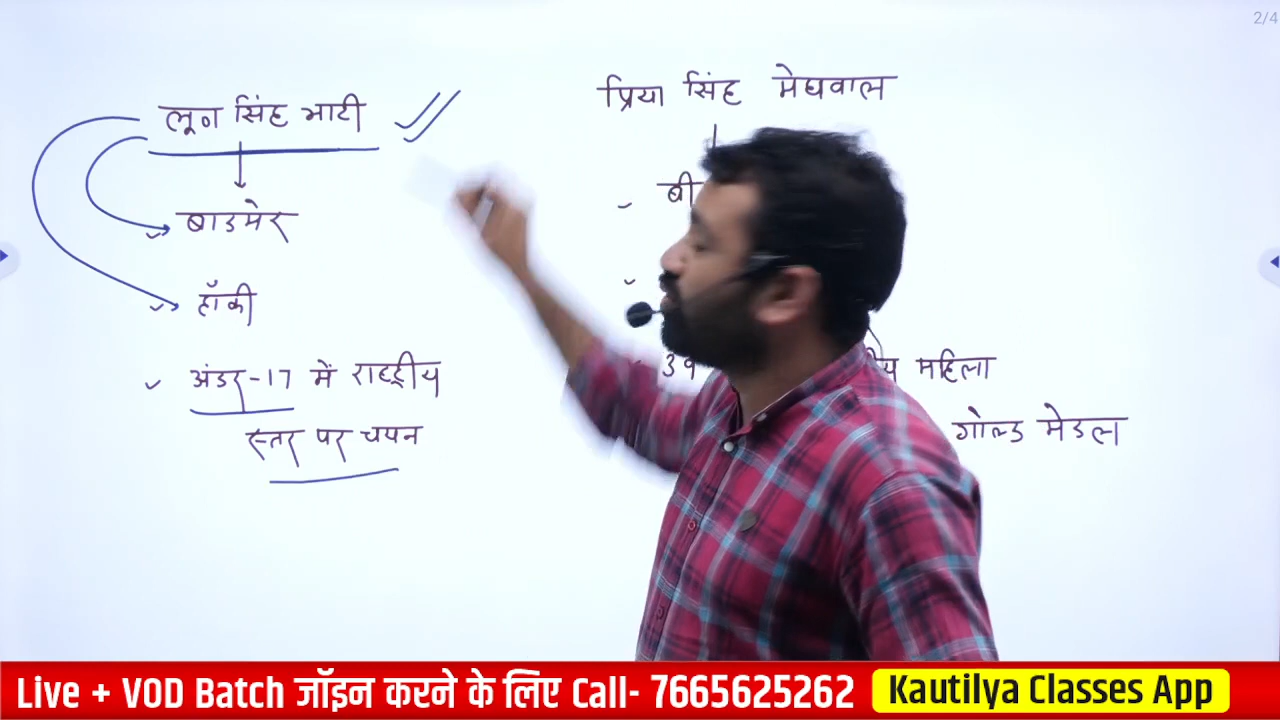 2/4
लूण सिंह भाटी
बाडमेर
हॉकी
अंडर-17 में राष्ट्रीय
स्तर पर चयन
प्रिया सिंह मेघवाल
महिला
गोल्ड मेडल
Live + VOD Batch जॉइन करने के लिए Call- 7665625262
Kautilya Classes App